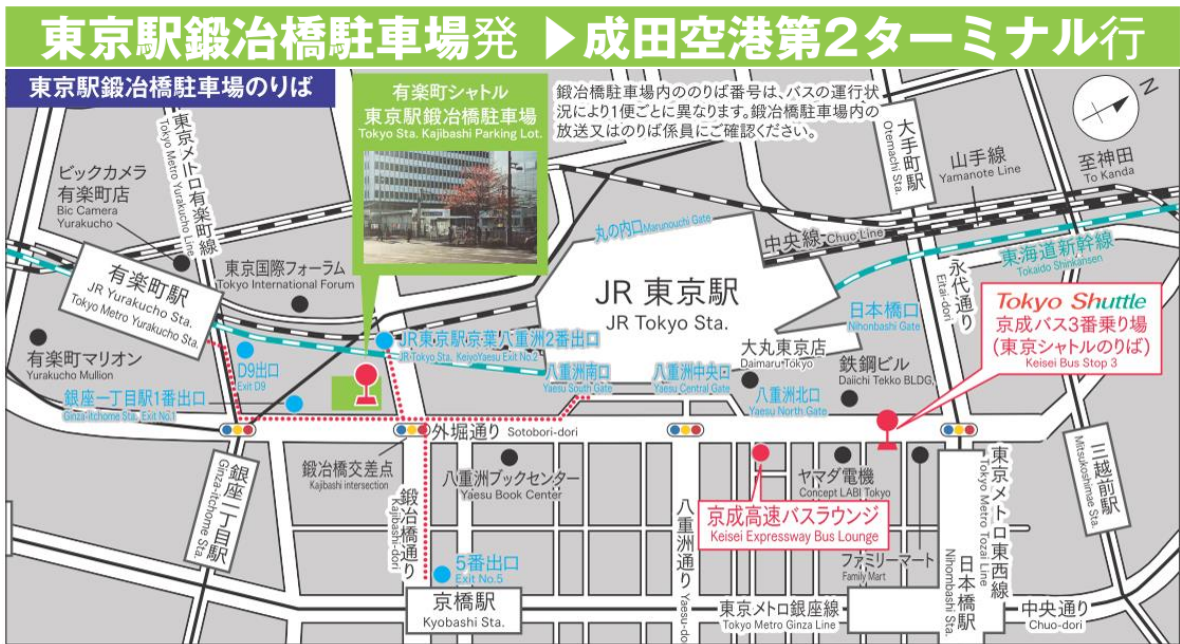 東京駅鍛冶橋駐車場発 ▶成田空港第2ターミナル行
東京駅鍛冶橋駐車場のりば
有楽町シャトル
東京駅鍛冶橋駐車場
Tokyo Sta. Kajibashi Parking Lot.
鍛冶橋駐車場内ののりば番号は、バスの運行状
況により1便ごとに異なります。鍛冶橋駐車場内の
放送又はのりば係員にご確認ください。
N
東京メトロ有楽町線
Tokyo Metro Yurakucho Line
ビックカメラ
有楽町店
Bic Camera
Yurakucho
大手町駅
Otemachi Sta.
山手線
Yamanote Line
至神田
To Kanda
丸の内口 Marunouchi Gate
中央線 Chuo Line
東海道新幹線
Tokaido Shinkansen
永代通り
Eitai-dori
有楽町駅
JR Yurakucho Sta.
Tokyo Metro Yurakucho Sta.
東京国際フォーラム
Tokyo International Forum
JR 東京駅
JR Tokyo Sta.
日本橋口
Nihonbashi Gate
Tokyo Shuttle
京成バス3番乗り場
(東京シャトルのりば)
Keisei Bus Stop 3
有楽町マリオン
Yurakucho Mullion
D9出口
Exit D9
JR東京駅京葉八重洲2番出口
JR-Tokyo Sta. KeiyoYaesu Exit No.2
大丸東京店
Daimaru Tokyo
鉄鋼ビル
Daiichi Tekko BLDG.
銀座一丁目駅1番出口
Ginza-itchome Sta. Exit No.1
八重洲南口
Yaesu South Gate
八重洲中央口
Yaesu Central Gate
八重洲北口
Yaesu North Gate
外堀通り Sotobori-dori
銀座一丁目駅
Ginza-itchome Sta.
鍛冶橋交差点
Kajibashi intersection
鍛冶橋通り
Kajibashi-dori
八重洲ブックセンター
Yaesu Book Center
八重洲通り
Yaesu-do
京成高速バスラウンジ
Keisei Expressway Bus Lounge
ヤマダ電機
Concept LABI Tokyo
ファミリーマート
Family Mart
東京メトロ東西線
Tokyo Metro Tozai Line
三越前駅
Mitsukoshimae Sta.
5番出口
Exit No.5
京橋駅
Kyobashi Sta.
東京メトロ銀座線
Tokyo Metro Ginza Line
日本橋駅
Nihombashi Sta.
中央通り
Chuo-dori